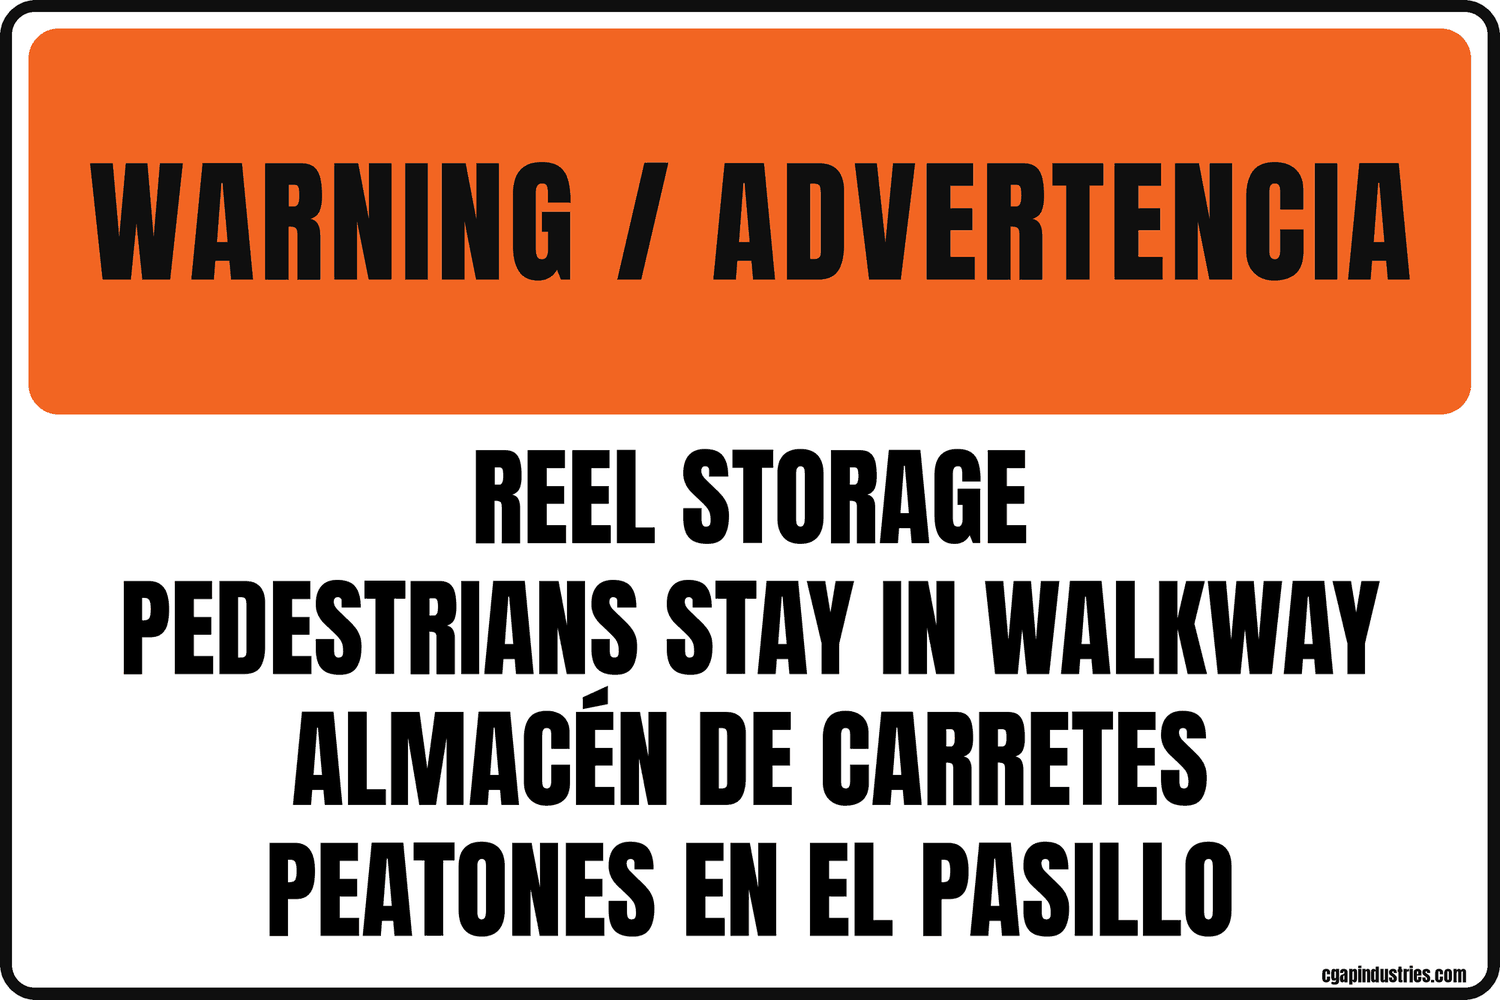 WARNING / ADVERTENCIA
REEL STORAGE
PEDESTRIANS STAY IN WALKWAY
ALMACÉN DE CARRETES
PEATONES EN EL PASILLO
cgapindustries.com